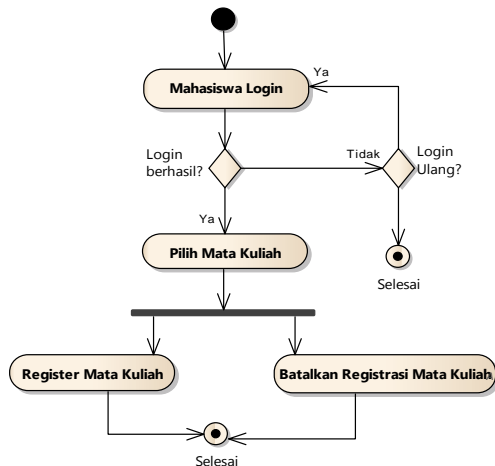 Mahasiswa Login
Ya
Login
berhasil?
Tidak
Login
Ulang?
Ya
Pilih Mata Kuliah
Selesai
Register Mata Kuliah
Batalkan Registrasi Mata Kuliah
Selesai